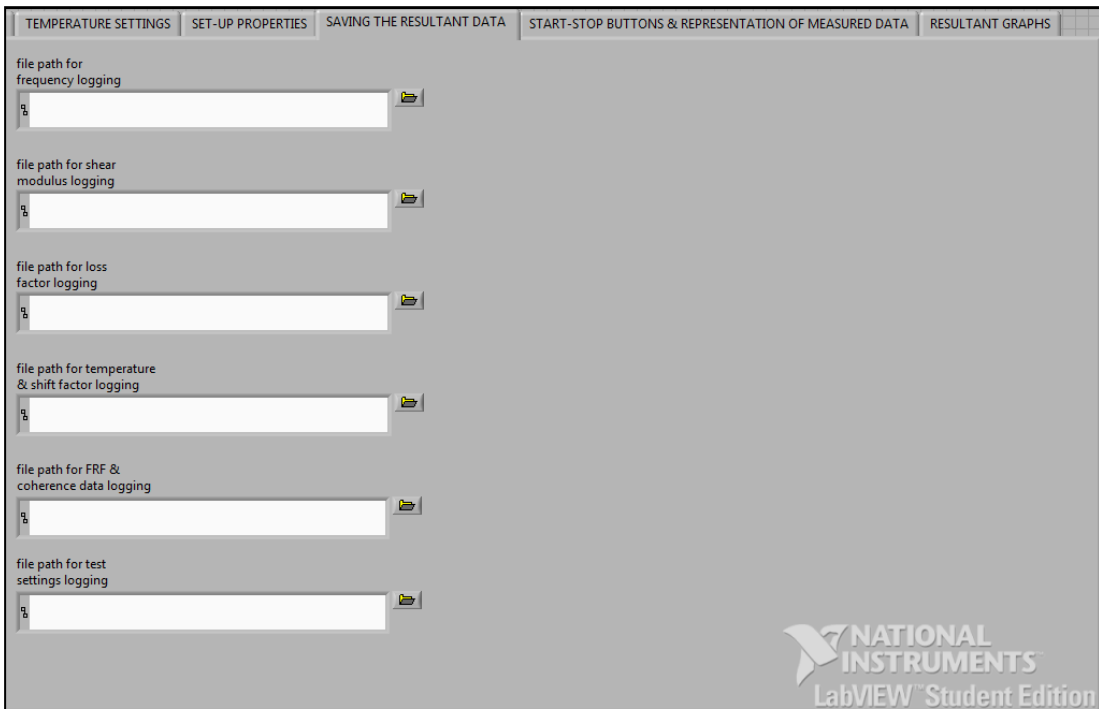 TEMPERATURE SETTINGS
SET-UP PROPERTIES
SAVING THE RESULTANT DATA
START-STOP BUTTONS & REPRESENTATION OF MEASURED DATA
RESULTANT GRAPHS
file path for
frequency logging
file path for shear
modulus logging
file path for loss
factor logging
file path for temperature
& shift factor logging
file path for FRF &
coherence data logging
file path for test
settings logging
NATIONAL
INSTRUMENTS™
LabVIEW™ Student Edition